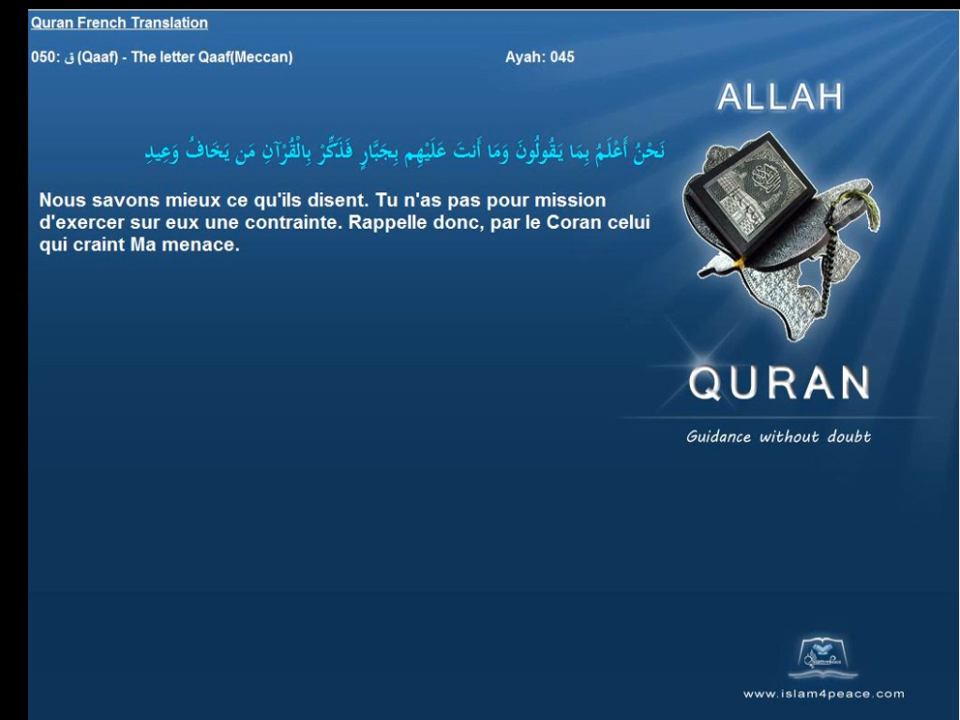 Quran French Translation
050: ق (Qaaf) - The letter Qaaf(Meccan) Ayah: 045
ALLAH
نَحْنُ أَعْلَمُ بِمَا يَقُولُونَ وَمَا أَنتَ عَلَيْهِم بِجَبَّارٍ فَذَكِّرْ بِالْقُرْآنِ مَن يَخَافُ وَعِيدِ
Nous savons mieux ce qu'ils disent. Tu n'as pas pour mission
d'exercer sur eux une contrainte. Rappelle donc, par le Coran celui
qui craint Ma menace.
QURAN
Guidance without doubt
www.islam4peace.com